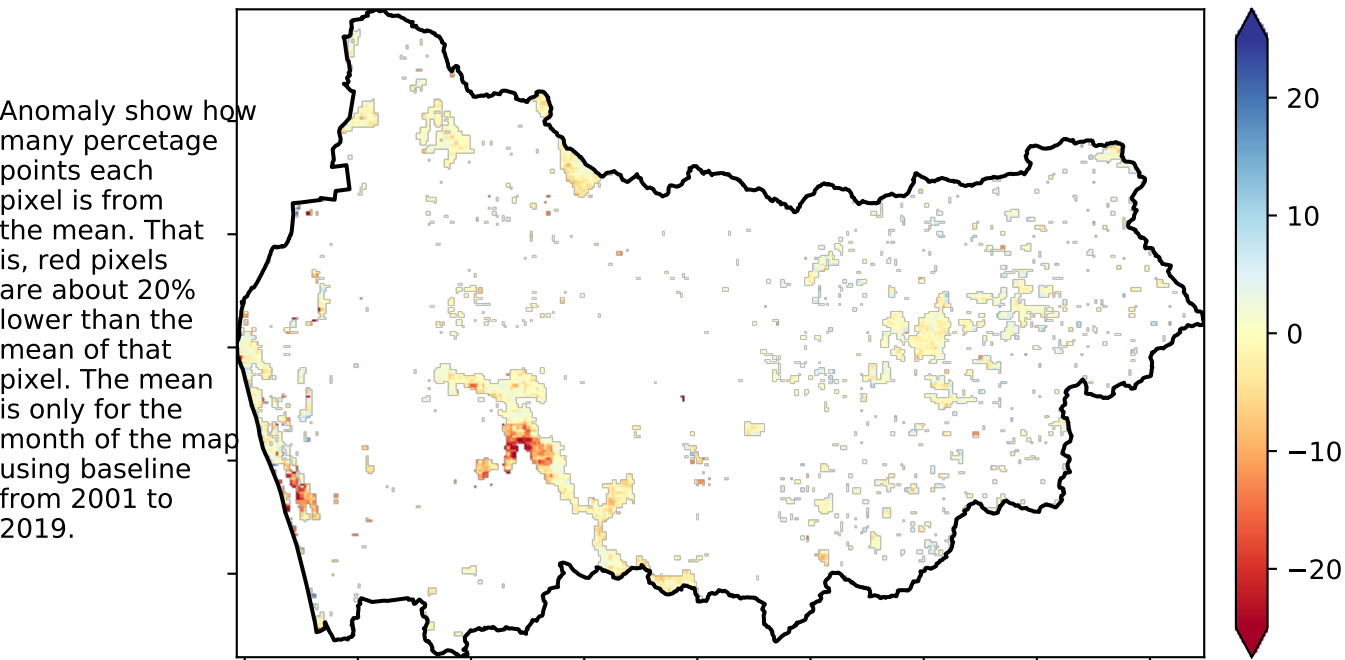 Anomaly show how
many percetage
points each
pixel is from
the mean. That
is, red pixels
are about 20%
lower than the
mean of that
pixel. The mean
is only for the
month of the map
using baseline
from 2001 to
2019.
20
10
0
−10
−20